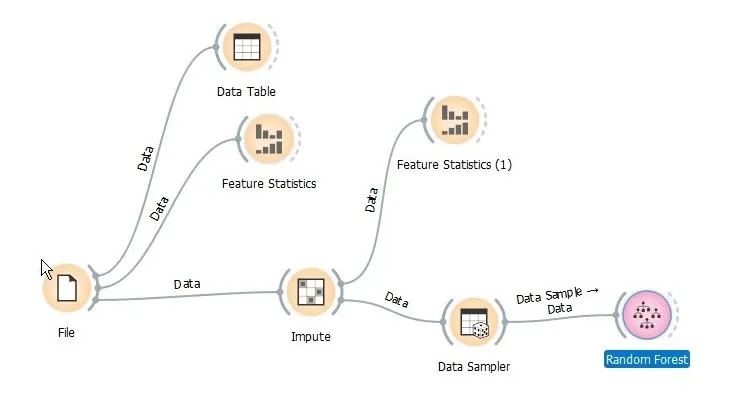 Data Table
Data
Feature Statistics
Data
Feature Statistics (1)
Data
Data
File
Impute
Data
Data Sampler
Data Sample →
Data
Random Forest